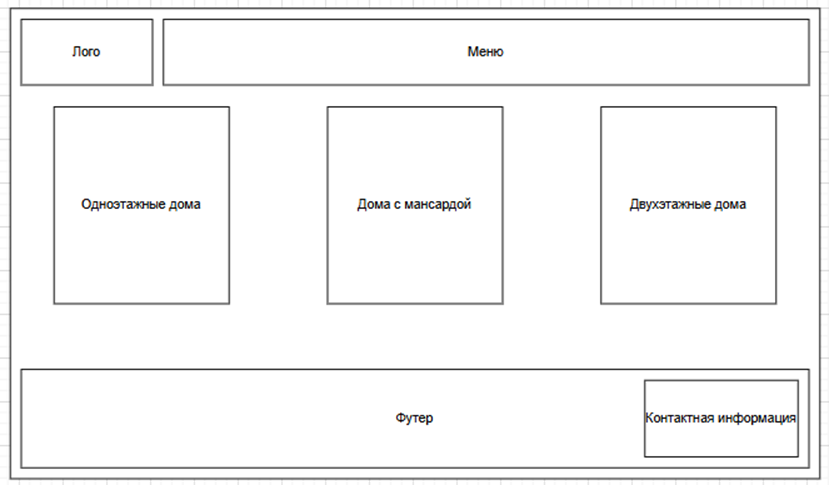 Лого
Меню
Одноэтажные дома
Дома с мансардой
Двухэтажные дома
Футер
Контактная информация